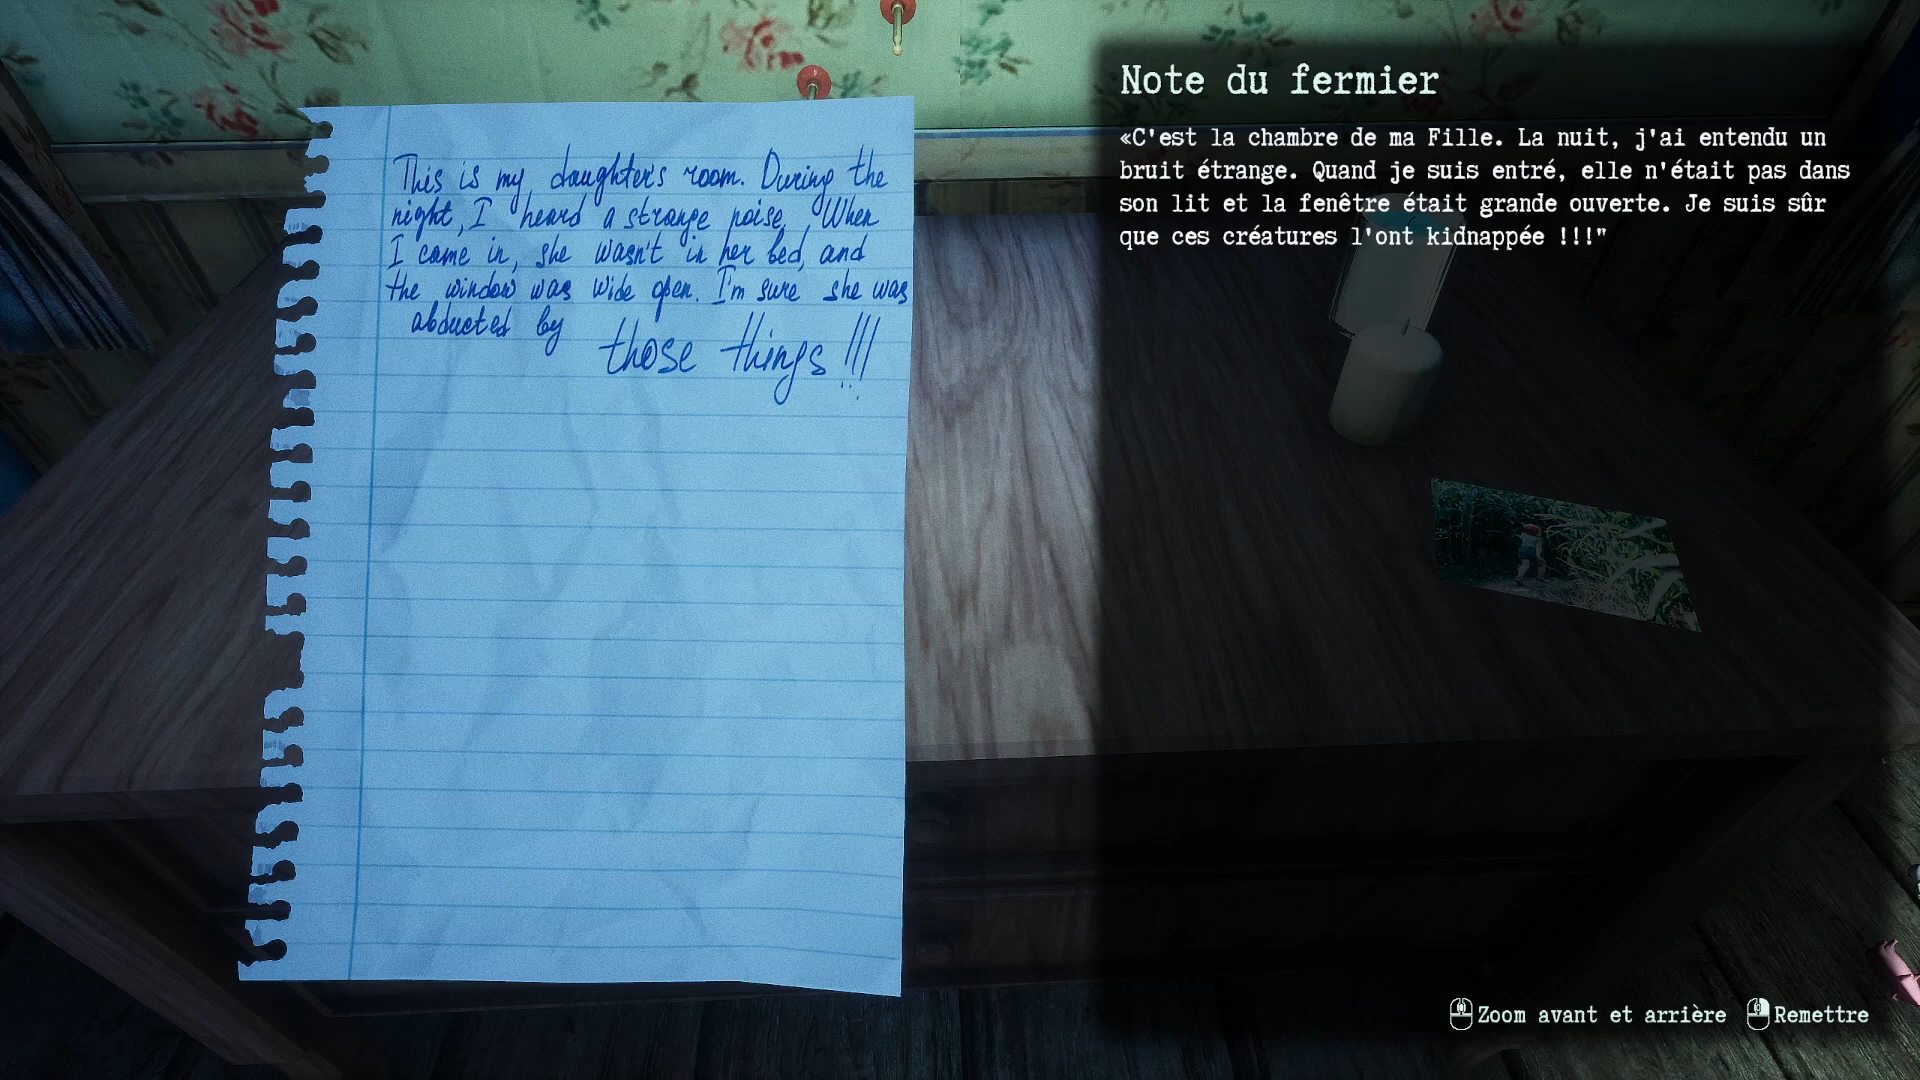 This is my daughter's room. During the
night, I heard a strange noise. When
I came in, she wasn't in her bed, and
the window was wide open. I'm sure she was
abducted by
those things !!!
Note du fermier
«C'est la chambre de ma Fille. La nuit, j'ai entendu un
bruit étrange. Quand je suis entré, elle n'était pas dans
son lit et la fenêtre était grande ouverte. Je suis sûr
que ces créatures l'ont kidnappée !!!"
Zoom avant et arrière
Remettre